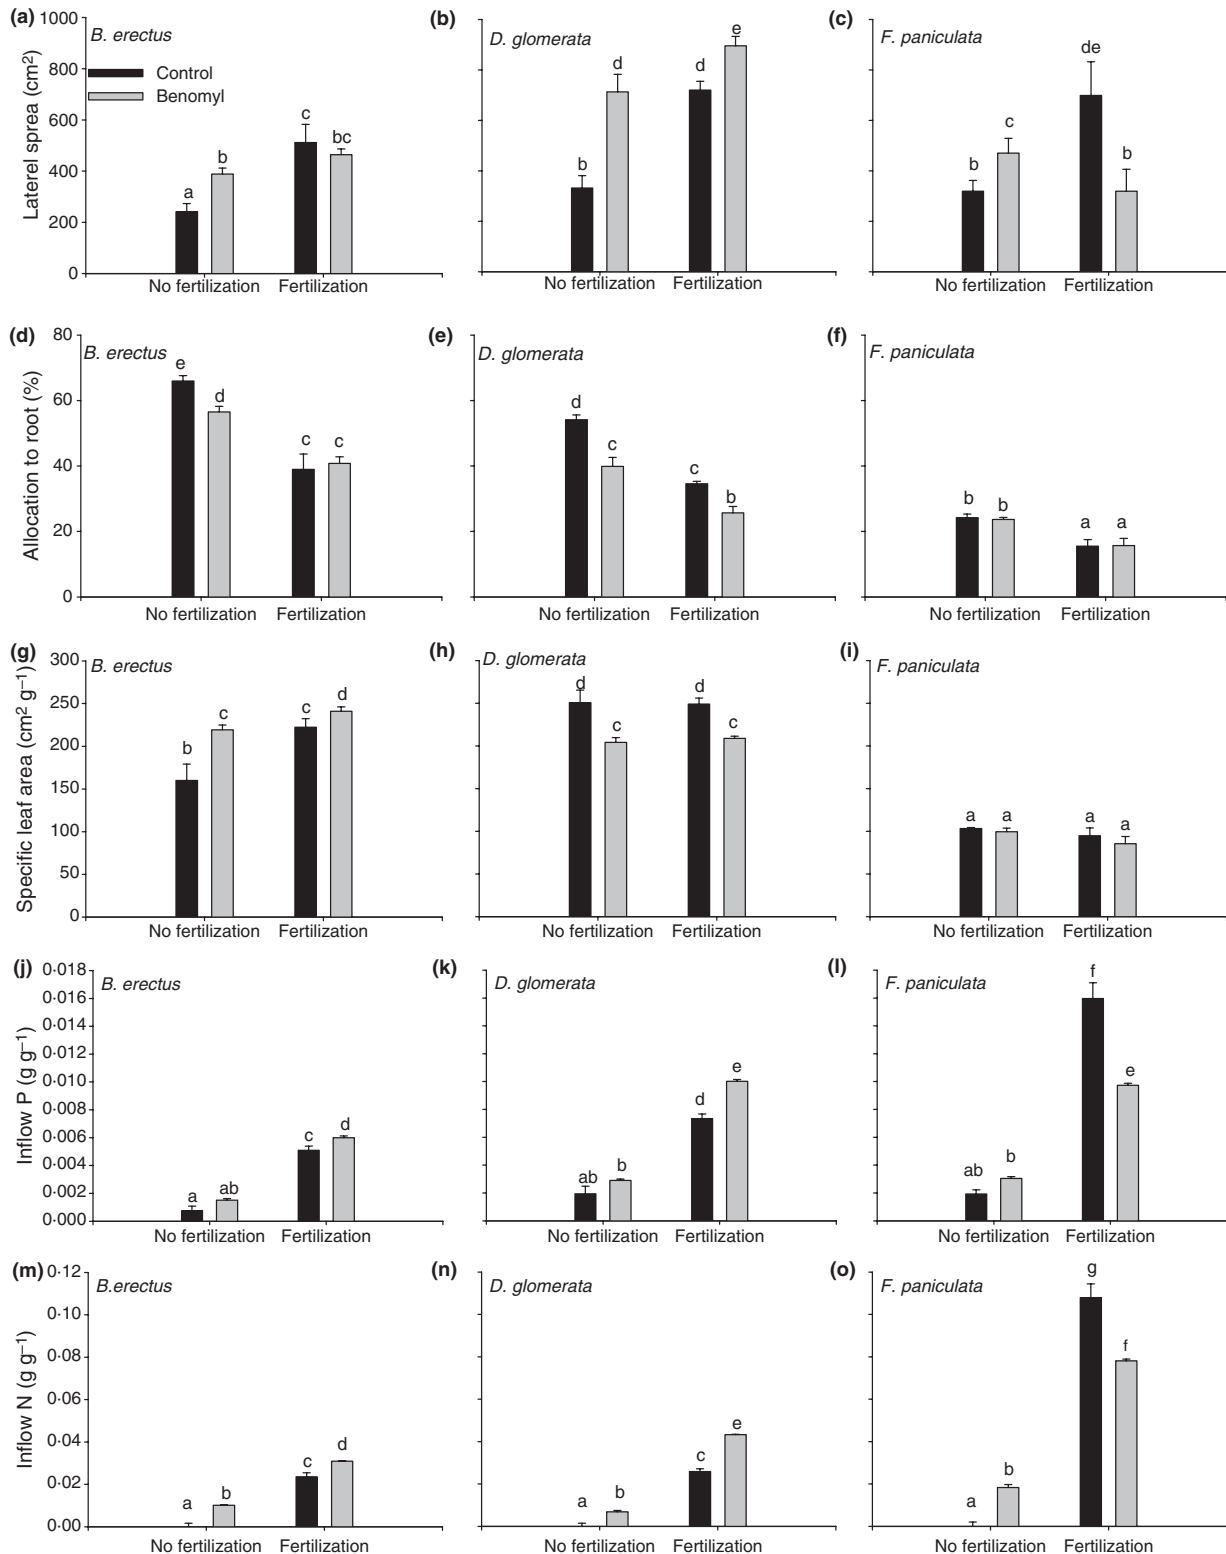 (a) B. erectus
(b) D. glomerata
(c) F. paniculata
Control
Benomyl
Laterel sprea (cm²)
1000
800
600
400
200
0
a b c bc
b d d e
b c de b
No fertilization Fertilization
No fertilization Fertilization
No fertilization Fertilization
(d) B. erectus
(e) D. glomerata
(f) F. paniculata
Allocation to root (%)
80
60
40
20
0
e d c c
d c c b
b b a a
No fertilization Fertilization
No fertilization Fertilization
No fertilization Fertilization
(g) B. erectus
(h) D. glomerata
(i) F. paniculata
Specific leaf area (cm² g⁻¹)
300
250
200
150
100
50
0
b c c d
d c d c
a a a a
No fertilization Fertilization
No fertilization Fertilization
No fertilization Fertilization
(j) B. erectus
(k) D. glomerata
(l) F. paniculata
Inflow P (g g⁻¹)
0·018
0·016
0·014
0·012
0·010
0·008
0·006
0·004
0·002
0·000
a ab c d
ab b d e
ab b f e
No fertilization Fertilization
No fertilization Fertilization
No fertilization Fertilization
(m) B.erectus
(n) D. glomerata
(o) F. paniculata
Inflow N (g g⁻¹)
0·12
0·10
0·08
0·06
0·04
0·02
0·00
a b c d
a b c e
a b g f
No fertilization Fertilization
No fertilization Fertilization
No fertilization Fertilization